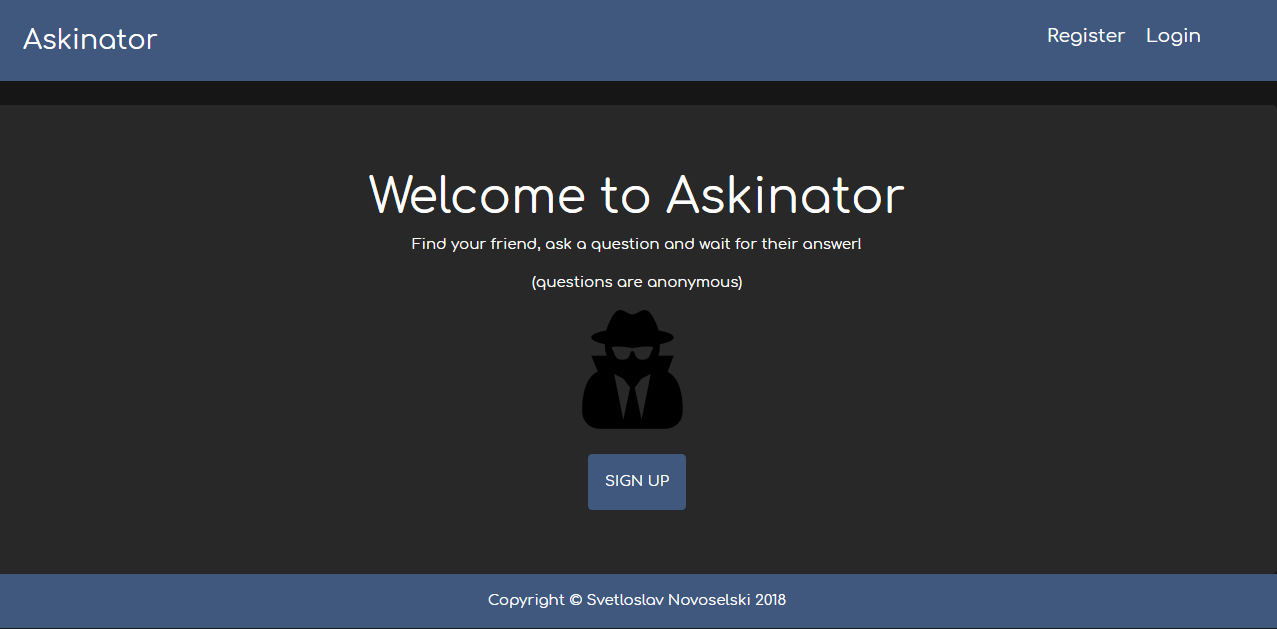 Askinator
Register Login
Welcome to Askinator
Find your friend, ask a question and wait for their answer!
(questions are anonymous)
SIGN UP
Copyright © Svetloslav Novoselski 2018